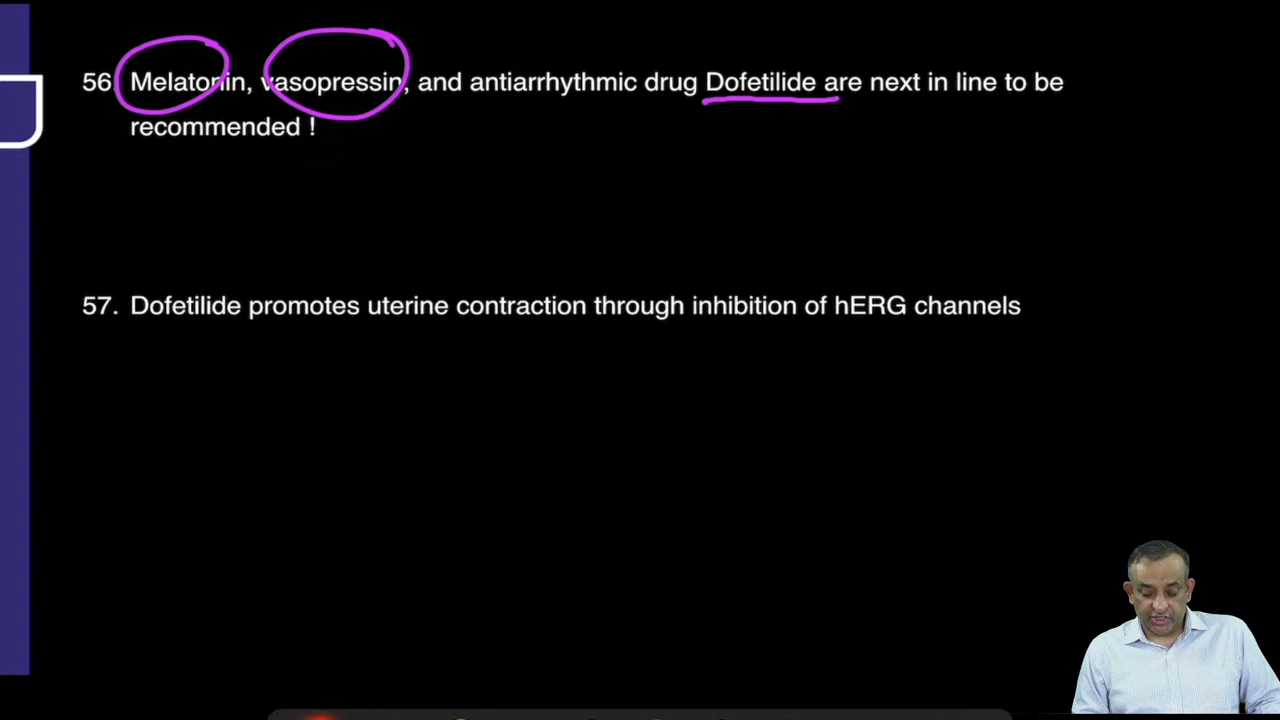 56. Melatonin, vasopressin, and antiarrhythmic drug Dofetilide are next in line to be
recommended !
57. Dofetilide promotes uterine contraction through inhibition of hERG channels